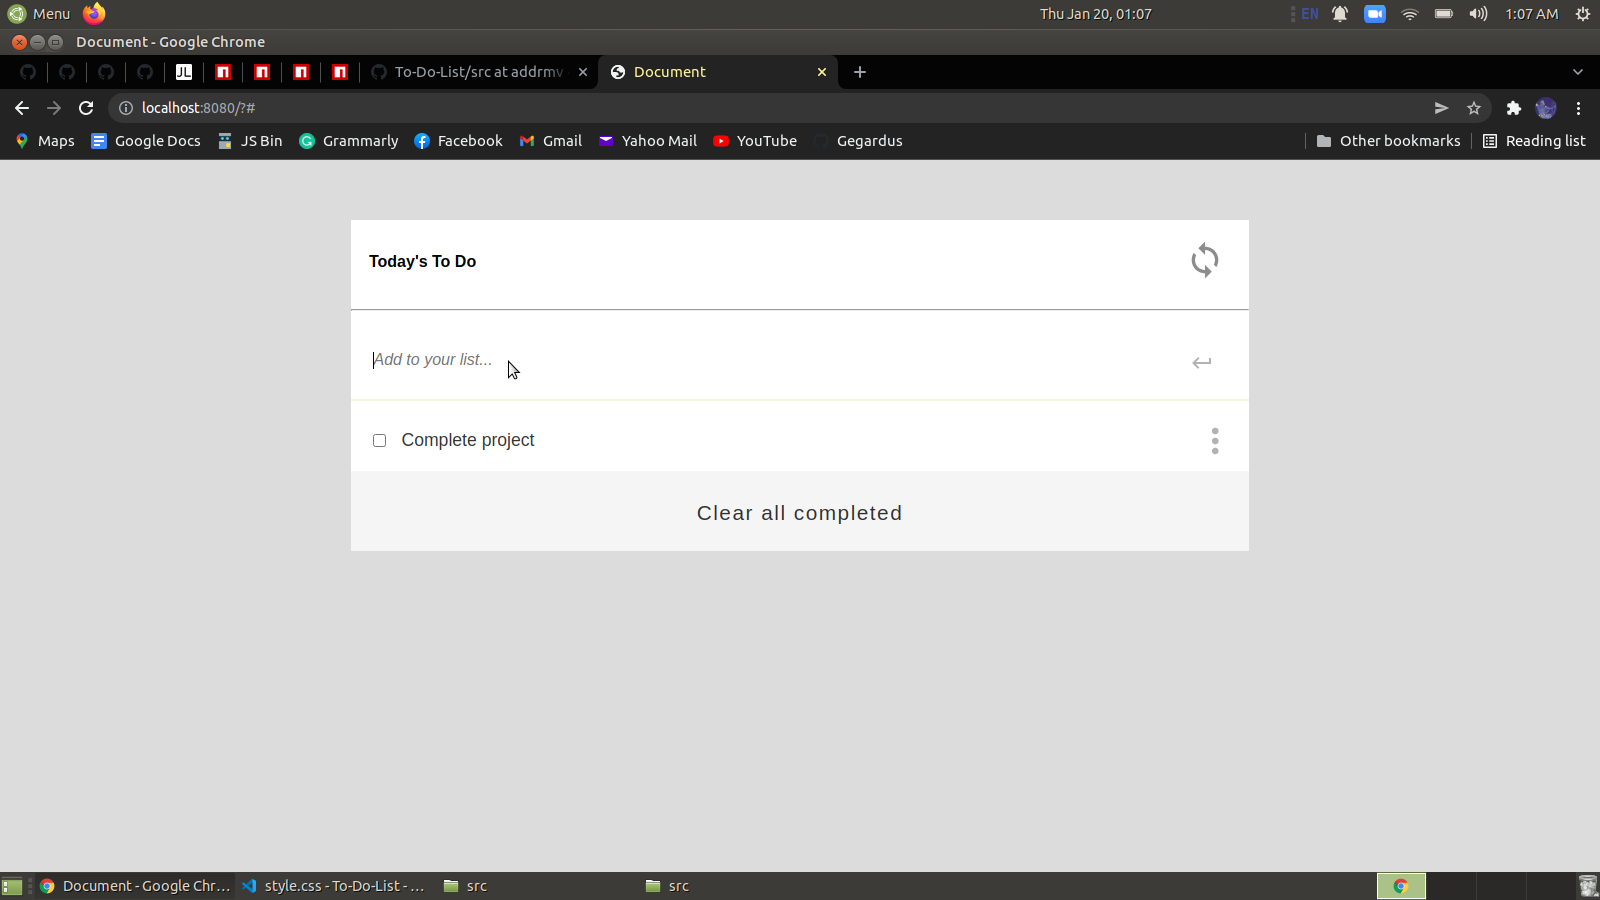 Menu
Thu Jan 20, 01:07
EN
1:07 AM
Document - Google Chrome
JL
To-Do-List/src at addrmv
Document
localhost:8080/?#
Maps
Google Docs
JS Bin
Grammarly
Facebook
Gmail
Yahoo Mail
YouTube
Gegardus
Other bookmarks
Reading list
Today's To Do
Add to your list...
Complete project
Clear all completed
Document - Google Chr...
style.css - To-Do-List - ...
src
src